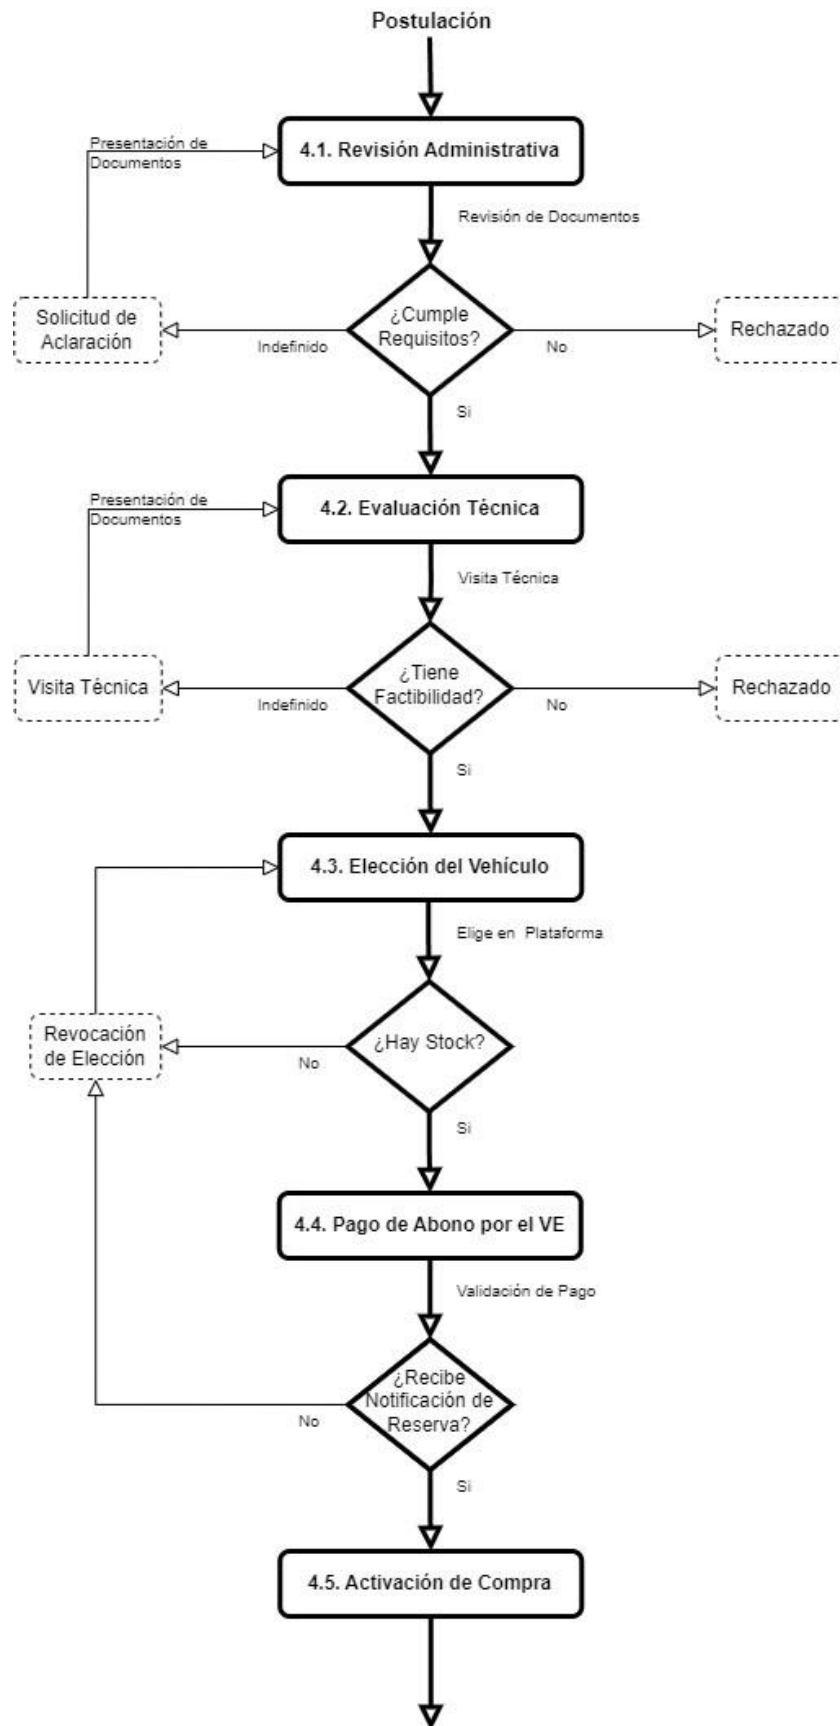 Postulación
4.1. Revisión Administrativa
Presentación de
Documentos
Revisión de Documentos
¿Cumple
Requisitos?
Solicitud de
Aclaración
Indefinido
No
Rechazado
Si
4.2. Evaluación Técnica
Presentación de
Documentos
Visita Técnica
¿Tiene
Factibilidad?
Visita Técnica
Indefinido
No
Rechazado
Si
4.3. Elección del Vehículo
Elige en Plataforma
¿Hay Stock?
Revocación
de Elección
No
Si
4.4. Pago de Abono por el VE
Validación de Pago
¿Recibe
Notificación de
Reserva?
No
Si
4.5. Activación de Compra